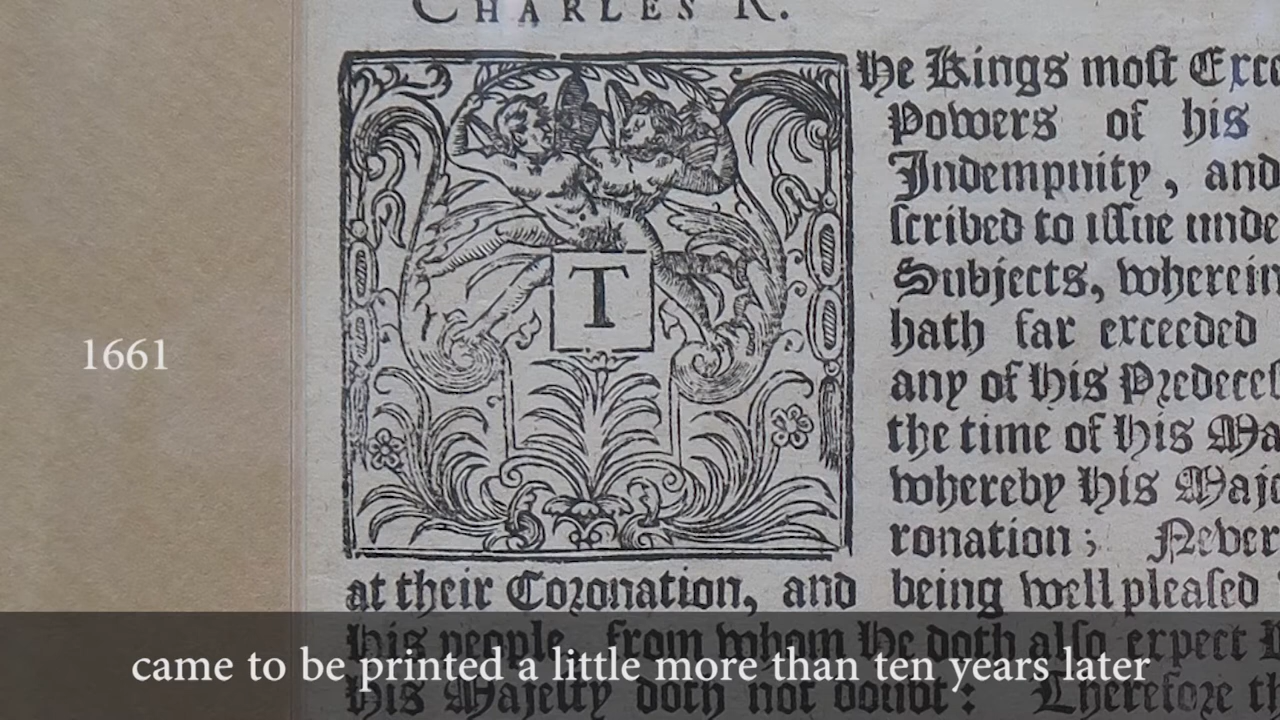 CHARLES R.
The Kings moſt Exce
Powers of his
Indempnity, and
ſcribed to iſſue unde
Subjects, wherein
hath far exceeded
any of His Predeceſ
the time of His Ma
whereby His Maje
ronation; Never
at their Coronation, and being well pleaſed
His people, from whom He doth alſo expect
His Majeſty doth not doubt: Therefore th
1661
came to be printed a little more than ten years later